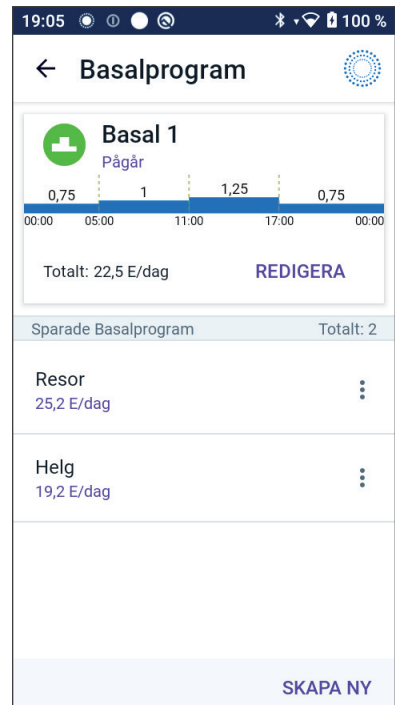 19:05 100 %
Basalprogram
Basal 1
Pågår
0,75 1 1,25 0,75
00:00 05:00 11:00 17:00 00:00
Totalt: 22,5 E/dag REDIGERA
Sparade Basalprogram Totalt: 2
Resor
25,2 E/dag
Helg
19,2 E/dag
SKAPA NY